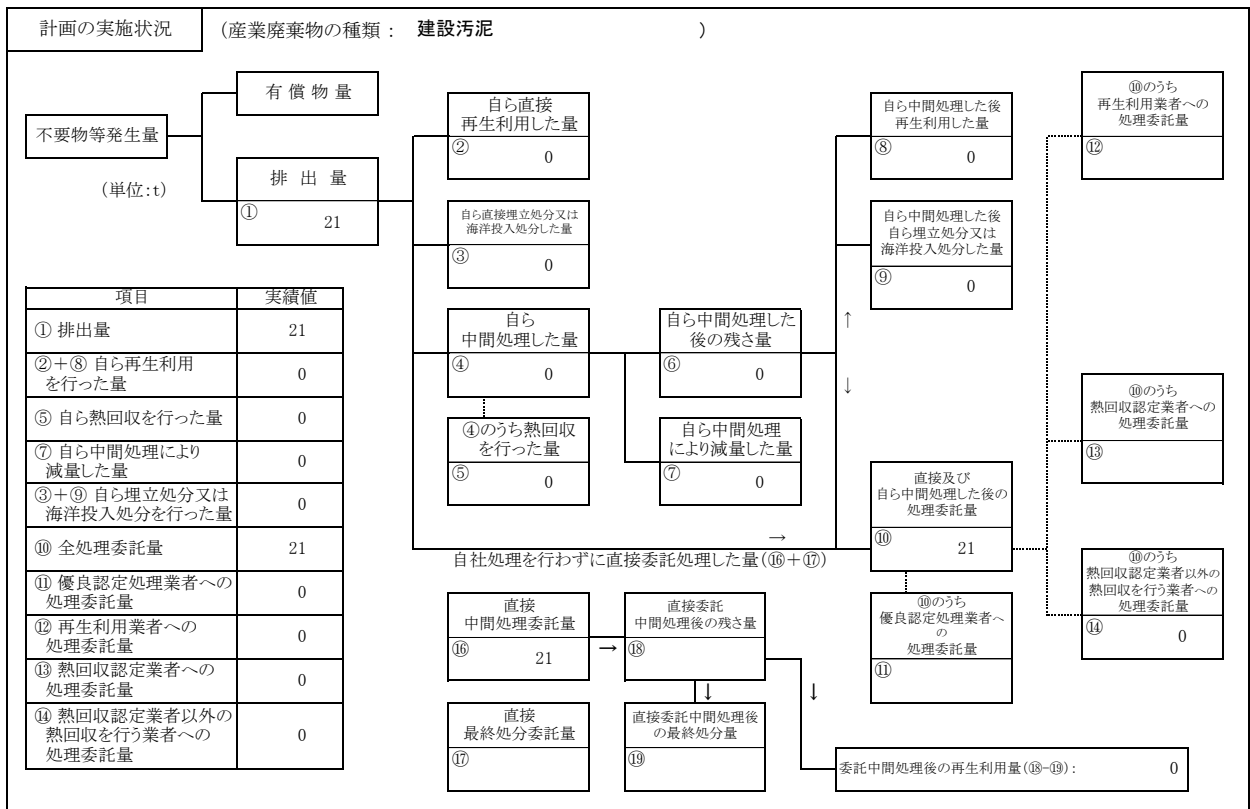 計画の実施状況
(産業廃棄物の種類： 建設汚泥 )
不要物等発生量
(単位:t)
有 償 物 量
排 出 量
① 21
自ら直接
再生利用した量
② 0
自ら直接埋立処分又は
海洋投入処分した量
③ 0
自ら
中間処理した量
④ 0
④のうち熱回収
を行った量
⑤ 0
自ら中間処理した
後の残さ量
⑥ 0
自ら中間処理
により減量した量
⑦ 0
自ら中間処理した後
再生利用した量
⑧ 0
自ら中間処理した後
自ら埋立処分又は
海洋投入処分した量
⑨ 0
↑
↓
直接及び
自ら中間処理した後の
処理委託量
⑩ 21
→
自社処理を行わずに直接委託処理した量(⑯＋⑰)
⑩のうち
優良認定処理業者へ
の
処理委託量
⑪
⑩のうち
再生利用業者への
処理委託量
⑫
⑩のうち
熱回収認定業者への
処理委託量
⑬
⑩のうち
熱回収認定業者以外の
熱回収を行う業者への
処理委託量
⑭ 0
直接
中間処理委託量
⑯ 21
→
直接委託
中間処理後の残さ量
⑱
↓
↓
直接
最終処分委託量
⑰
直接委託中間処理後
の最終処分量
⑲
委託中間処理後の再生利用量(⑱-⑲)： 0
項目 実績値
① 排出量 21
②＋⑧ 自ら再生利用
を行った量 0
⑤ 自ら熱回収を行った量 0
⑦ 自ら中間処理により
減量した量 0
③＋⑨ 自ら埋立処分又は
海洋投入処分を行った量 0
⑩ 全処理委託量 21
⑪ 優良認定処理業者への
処理委託量 0
⑫ 再生利用業者への
処理委託量 0
⑬ 熱回収認定業者への
処理委託量 0
⑭ 熱回収認定業者以外の
熱回収を行う業者への
処理委託量 0